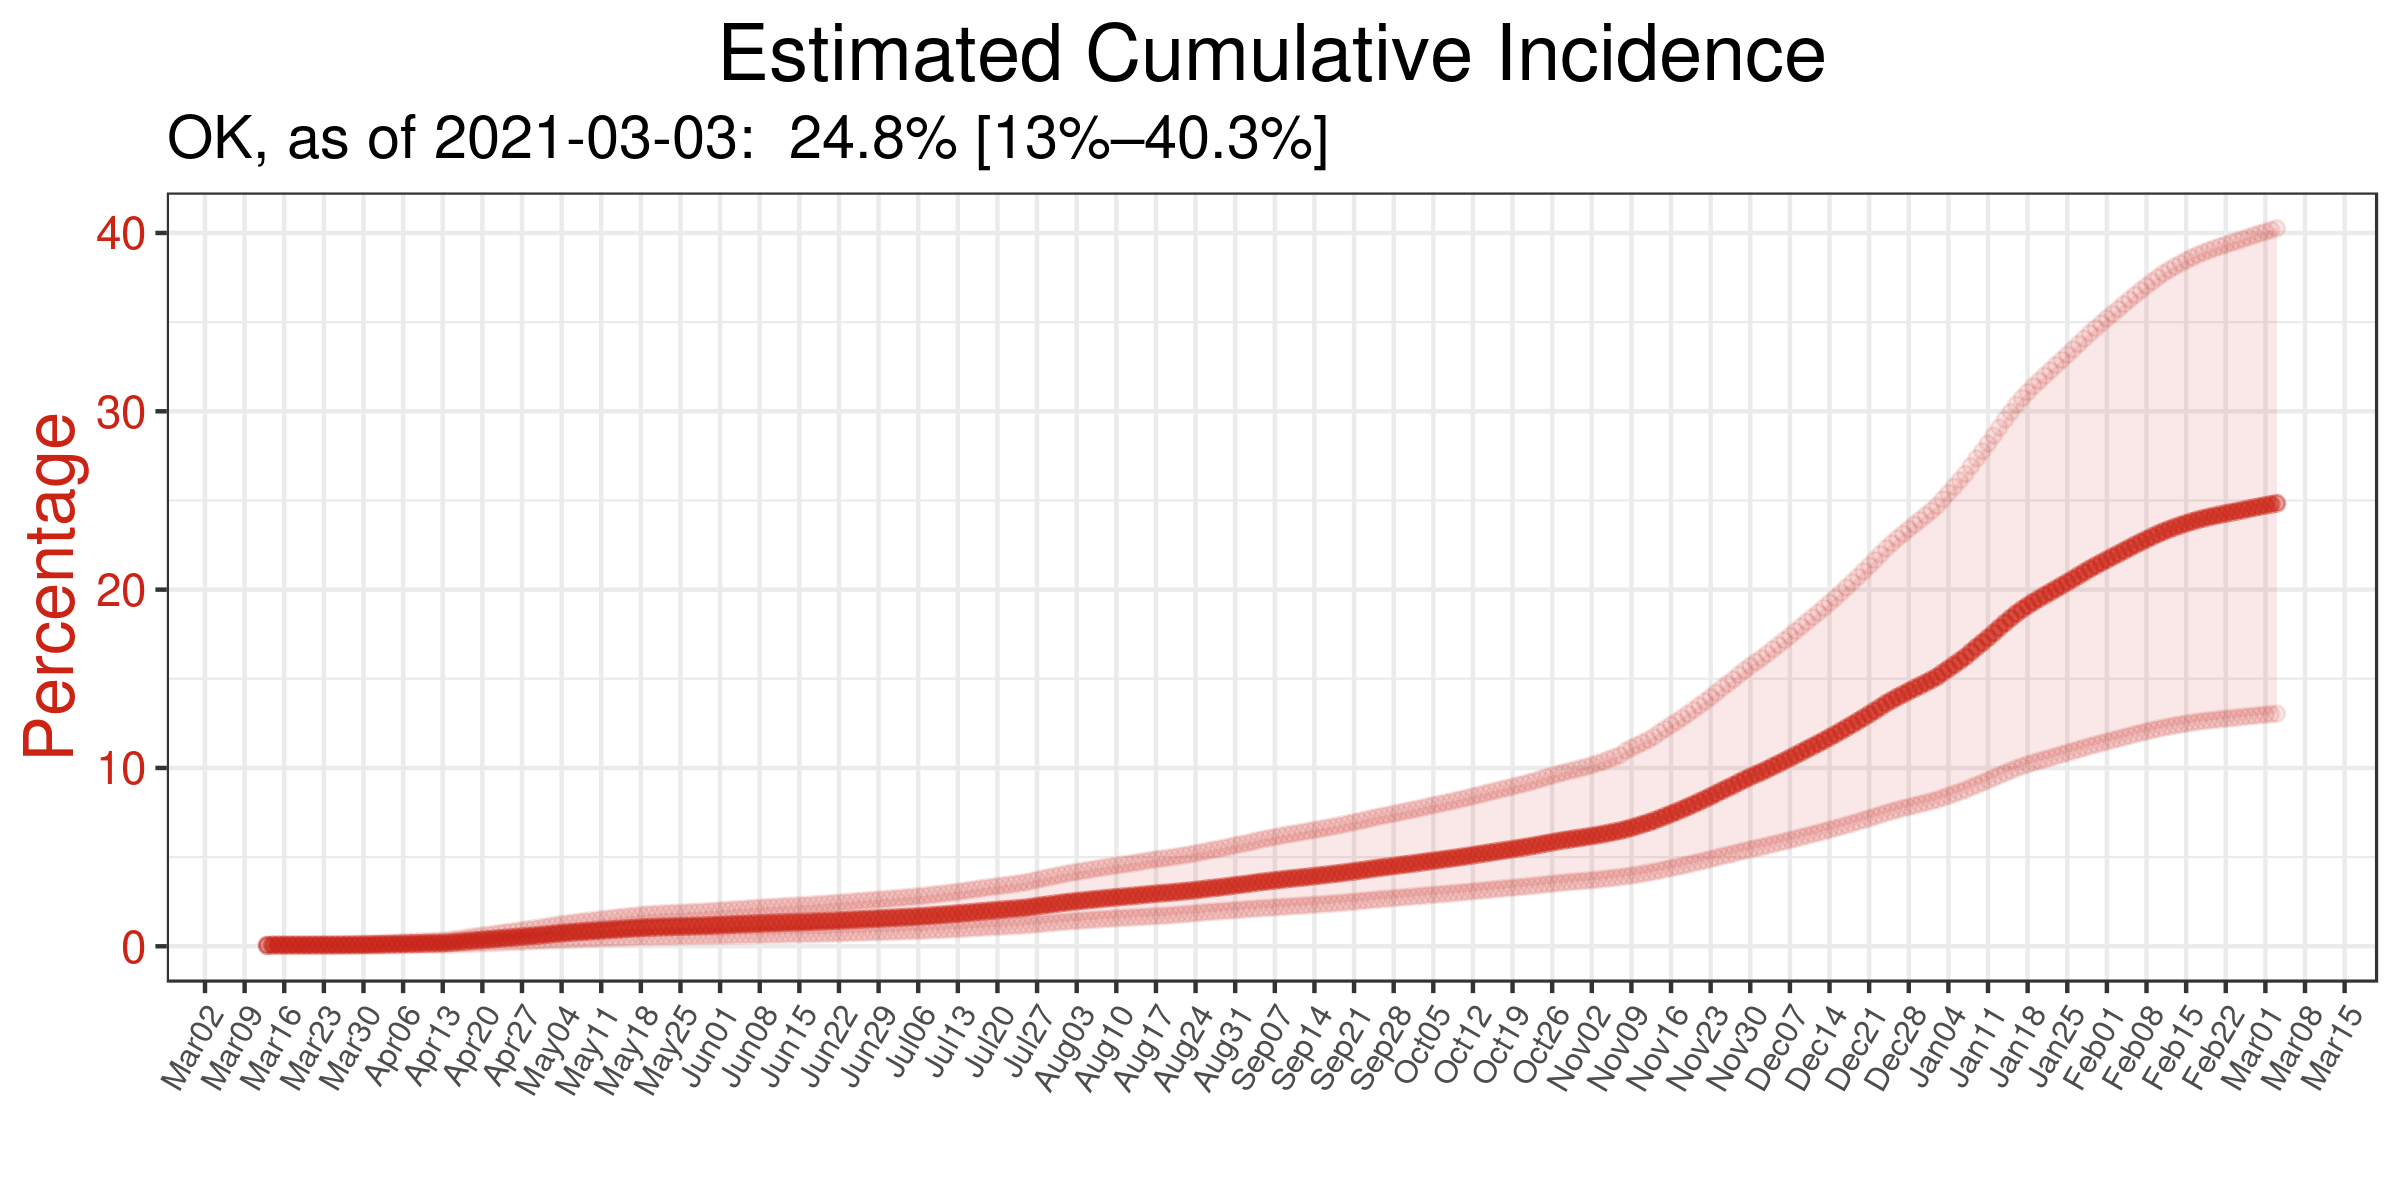 Estimated Cumulative Incidence
OK, as of 2021-03-03:  24.8% [13%–40.3%]
Percentage
40
30
20
10
0
Mar02
Mar09
Mar16
Mar23
Mar30
Apr06
Apr13
Apr20
Apr27
May04
May11
May18
May25
Jun01
Jun08
Jun15
Jun22
Jun29
Jul06
Jul13
Jul20
Jul27
Aug03
Aug10
Aug17
Aug24
Aug31
Sep07
Sep14
Sep21
Sep28
Oct05
Oct12
Oct19
Oct26
Nov02
Nov09
Nov16
Nov23
Nov30
Dec07
Dec14
Dec21
Dec28
Jan04
Jan11
Jan18
Jan25
Feb01
Feb08
Feb15
Feb22
Mar01
Mar08
Mar15